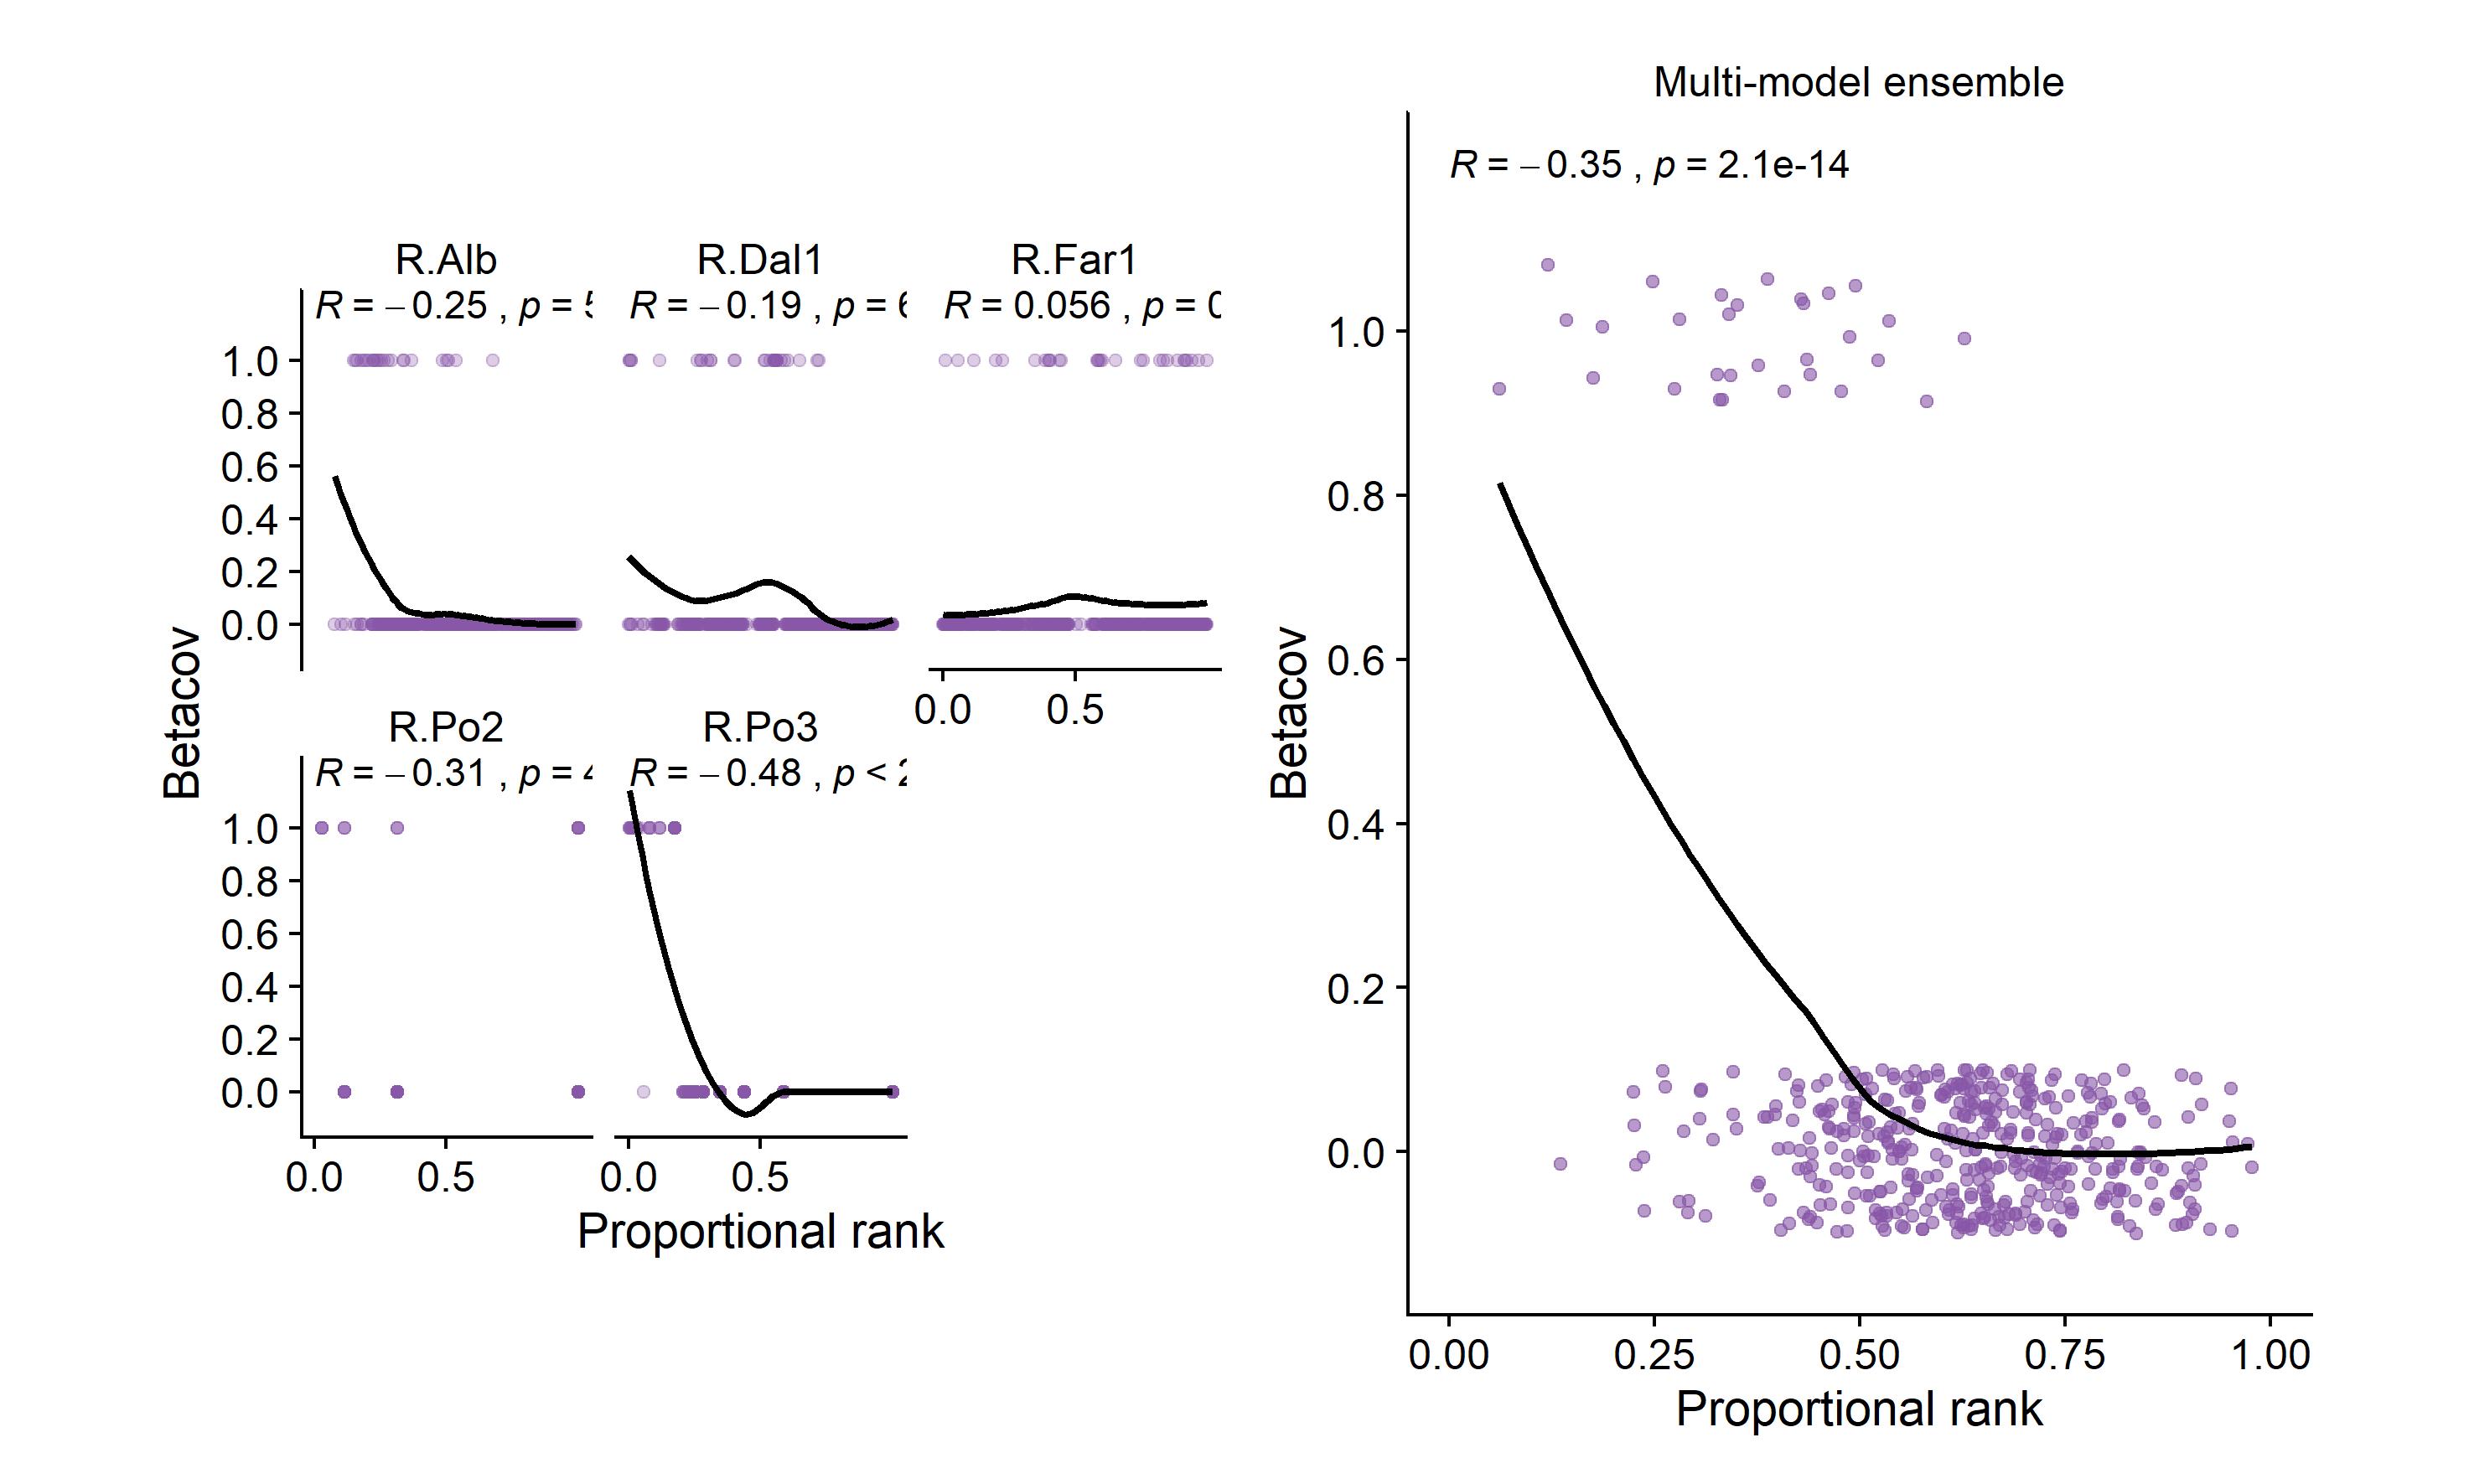 Multi-model ensemble
R = −0.35 , p = 2.1e-14
R.Alb R.Dal1 R.Far1
R = −0.25 , p = R = −0.19 , p = R = 0.056 , p =
1.0
0.8
0.6
0.4
0.2
0.0
0.0 0.5
R.Po2 R.Po3
R = −0.31 , p = R = −0.48 , p <
1.0
0.8
0.6
0.4
0.2
0.0
0.0 0.5 0.0 0.5
Betacov
Proportional rank
Betacov
1.0
0.8
0.6
0.4
0.2
0.0
0.00 0.25 0.50 0.75 1.00
Proportional rank